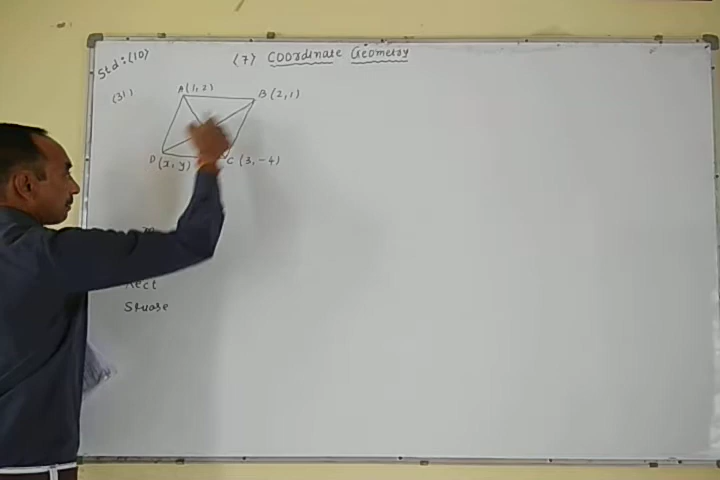 Std: (10)
(7) Coordinate Geometry
(31)
A(1, 2)
B(2, 1)
D(x, y)
C(3, -4)
Rect
Square